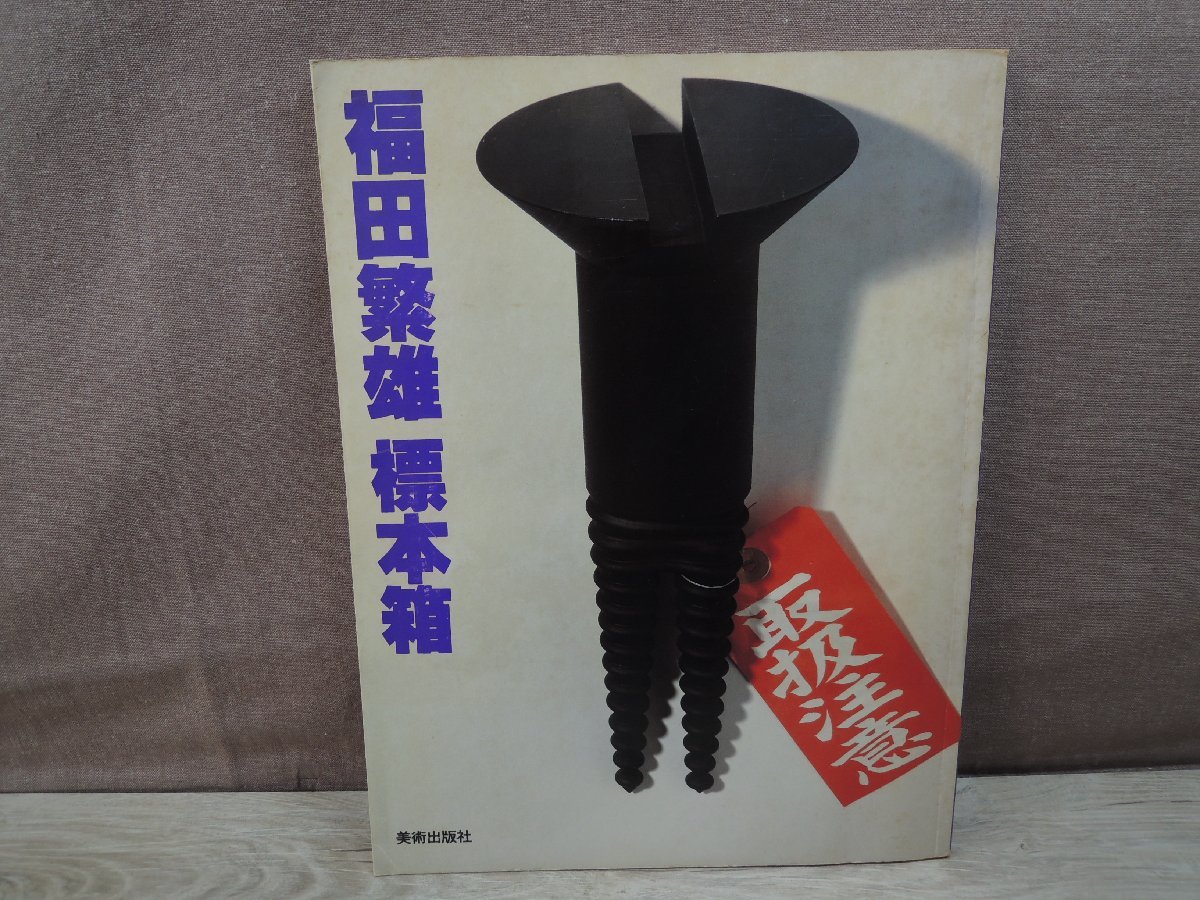 福田繁雄 標本箱
取扱注意
美術出版社